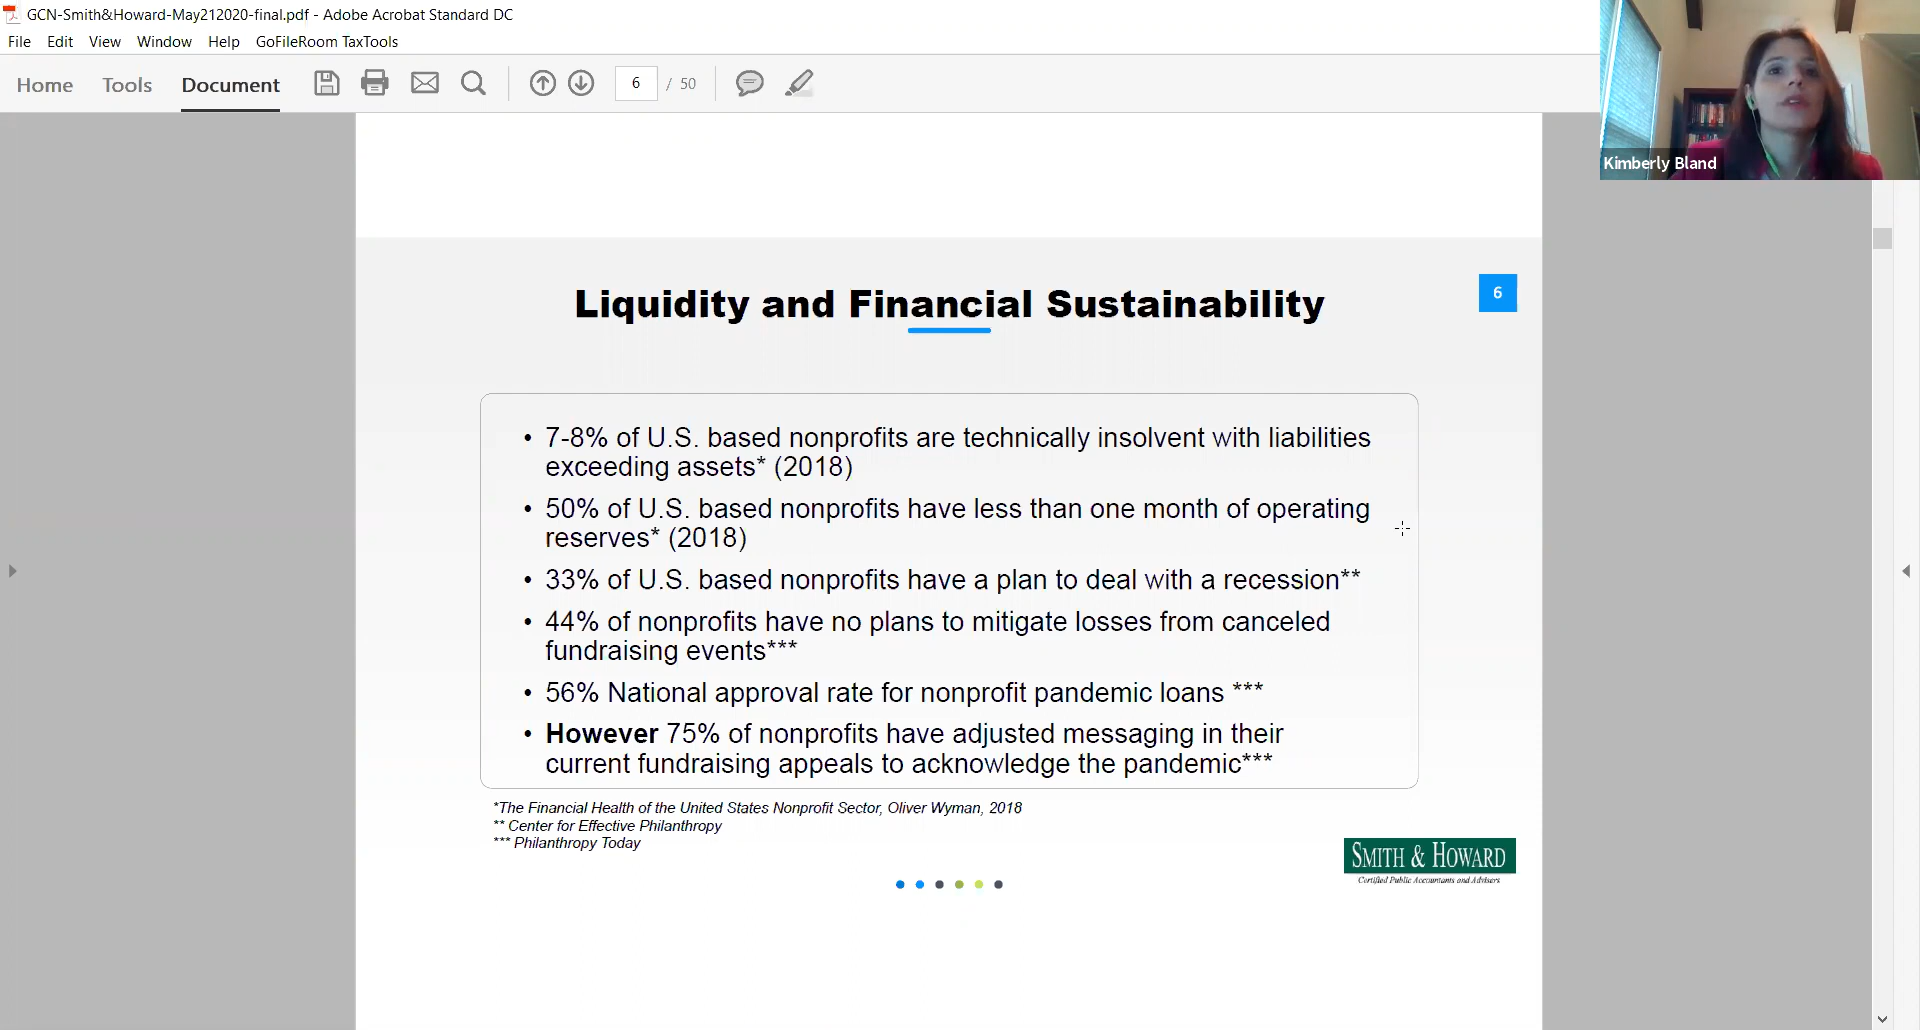 GCN-Smith&Howard-May212020-final.pdf - Adobe Acrobat Standard DC
File Edit View Window Help GoFileRoom TaxTools
Home Tools Document 6 / 50
Kimberly Bland
Liquidity and Financial Sustainability
6
• 7-8% of U.S. based nonprofits are technically insolvent with liabilities
exceeding assets* (2018)
• 50% of U.S. based nonprofits have less than one month of operating
reserves* (2018)
• 33% of U.S. based nonprofits have a plan to deal with a recession**
• 44% of nonprofits have no plans to mitigate losses from canceled
fundraising events***
• 56% National approval rate for nonprofit pandemic loans ***
• However 75% of nonprofits have adjusted messaging in their
current fundraising appeals to acknowledge the pandemic***
*The Financial Health of the United States Nonprofit Sector, Oliver Wyman, 2018
** Center for Effective Philanthropy
*** Philanthropy Today
SMITH & HOWARD
Certified Public Accountants and Advisers